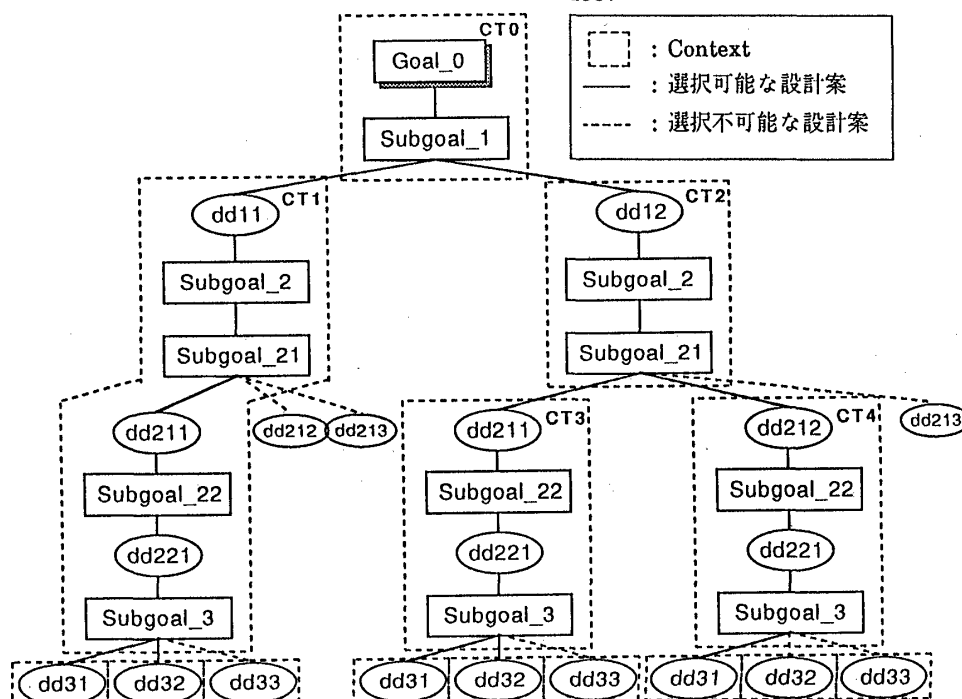 CT0
Goal_0
Subgoal_1
: Context
: 選択可能な設計案
: 選択不可能な設計案
CT1
dd11
Subgoal_2
Subgoal_21
CT2
dd12
Subgoal_2
Subgoal_21
dd211
dd212
dd213
Subgoal_22
dd221
Subgoal_3
dd31
dd32
dd33
CT3
dd211
Subgoal_22
dd221
Subgoal_3
dd31
dd32
dd33
CT4
dd212
dd213
Subgoal_22
dd221
Subgoal_3
dd31
dd32
dd33